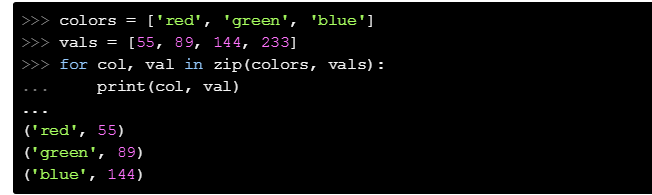 >>> colors = ['red', 'green', 'blue']
>>> vals = [55, 89, 144, 233]
>>> for col, val in zip(colors, vals):
...     print(col, val)
...
('red', 55)
('green', 89)
('blue', 144)